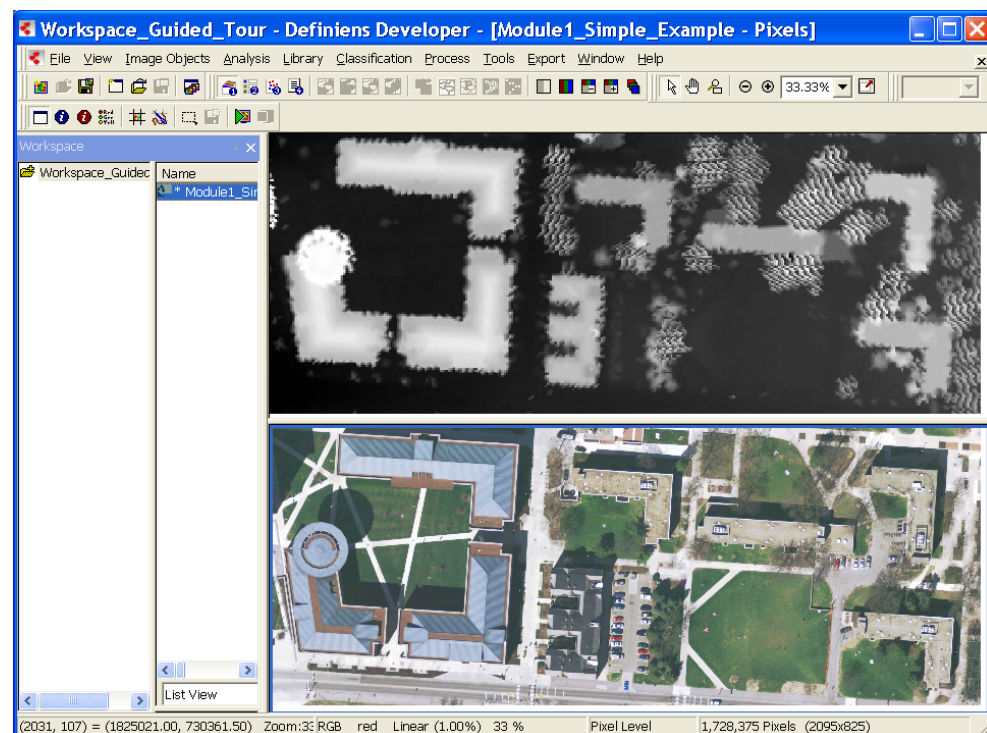 Workspace_Guided_Tour - Definiens Developer - [Module1_Simple_Example - Pixels]
File View Image Objects Analysis Library Classification Process Tools Export Window Help
33.33%
Workspace
Workspace_Guidec
Name
* Module1_Sir
List View
(2031, 107) = (1825021.00, 730361.50) Zoom:33 RGB red Linear (1.00%) 33 % Pixel Level 1,728,375 Pixels (2095x825)